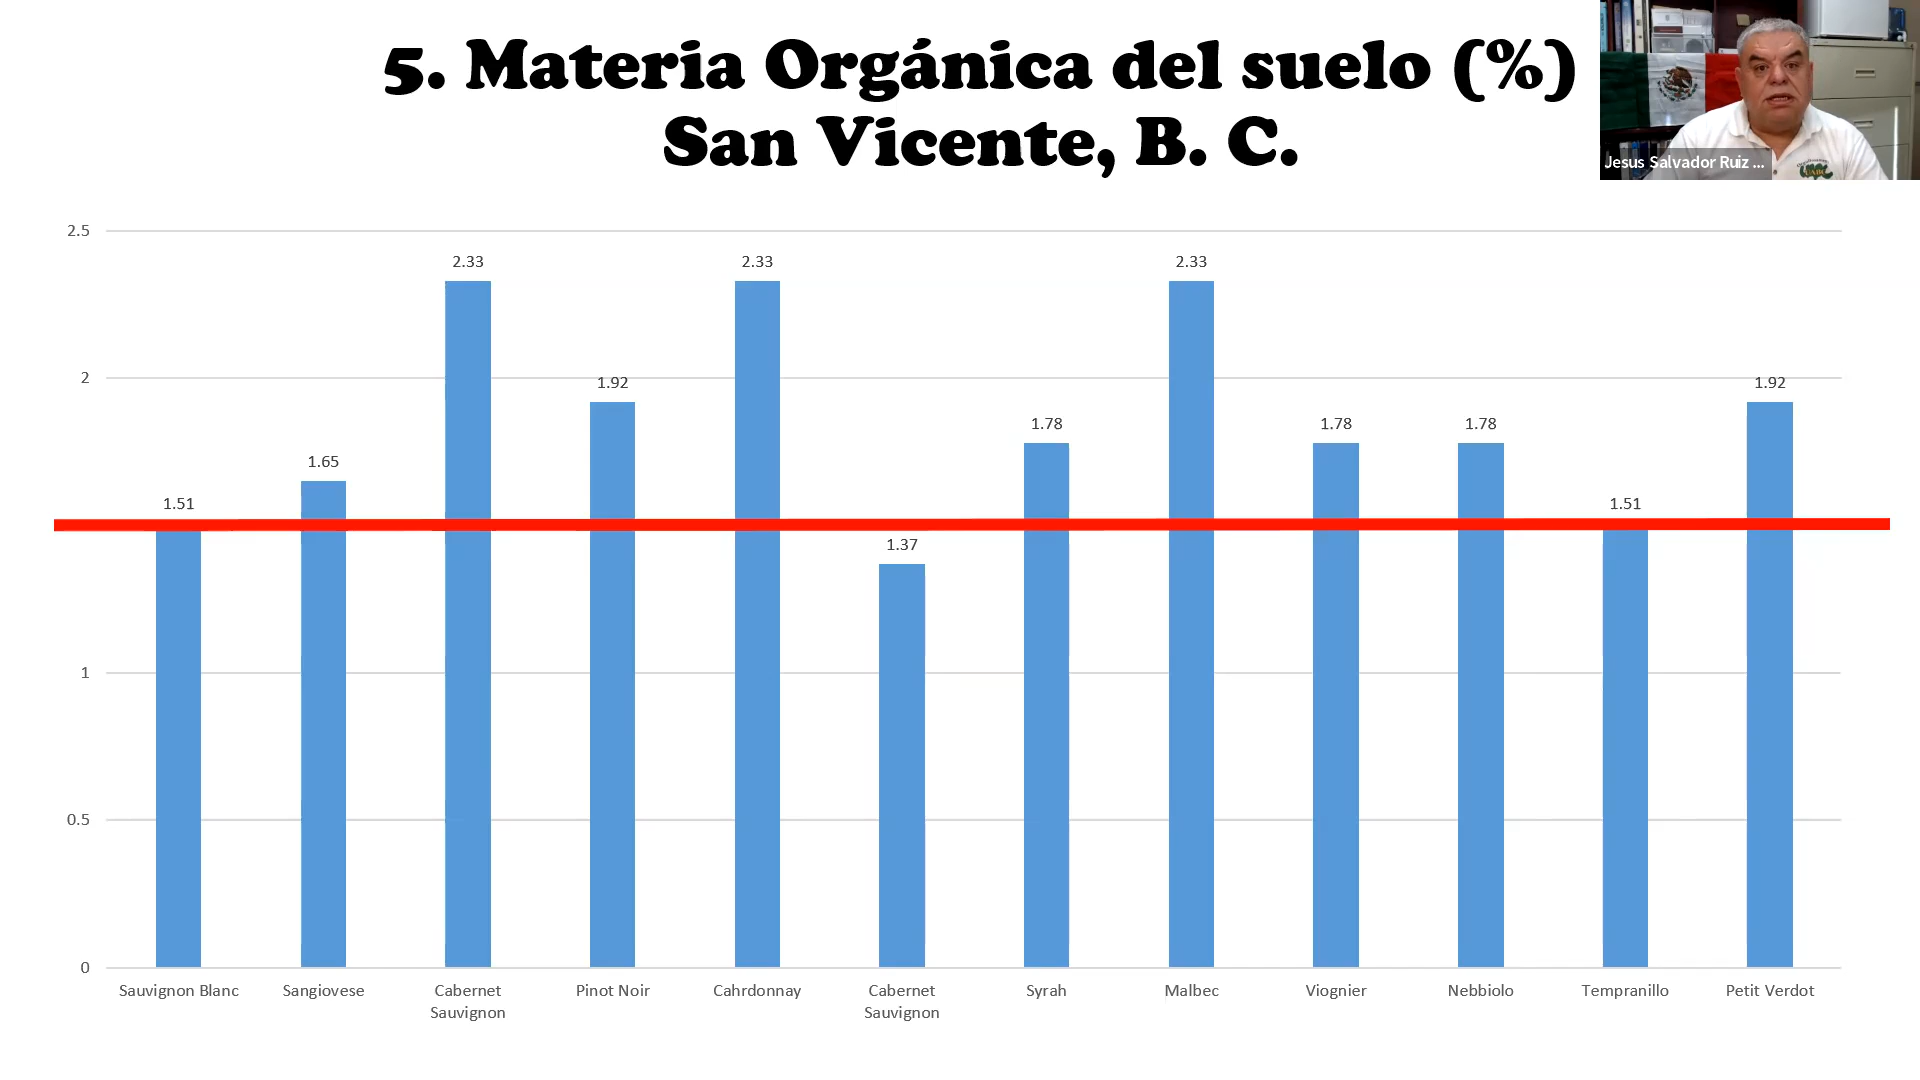 5. Materia Orgánica del suelo (%)
San Vicente, B. C.
Jesus Salvador Ruiz ...
UABC
2.5
2
1
0.5
0
1.51
1.65
2.33
1.92
2.33
1.37
1.78
2.33
1.78
1.78
1.51
1.92
Sauvignon Blanc
Sangiovese
Cabernet
Sauvignon
Pinot Noir
Cahrdonnay
Cabernet
Sauvignon
Syrah
Malbec
Viognier
Nebbiolo
Tempranillo
Petit Verdot